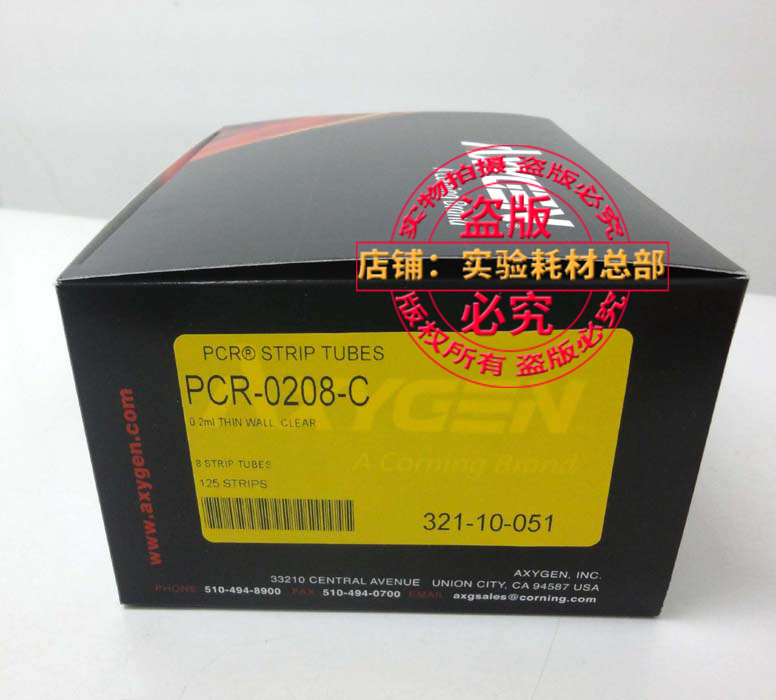 AXYGEN
实物拍摄 盗版必究
盗版
店铺：实验耗材总部
必究
版权所有 盗版必究
PCR® STRIP TUBES
PCR-0208-C
AXYGEN
0.2ml THIN WALL, CLEAR
A Corning Brand
8 STRIP TUBES
125 STRIPS
321-10-051
www.axygen.com
AXYGEN, INC.
33210 CENTRAL AVENUE UNION CITY, CA 94587 USA
PHONE 510-494-8900 FAX 510-494-0700 EMAIL axgsales@corning.com